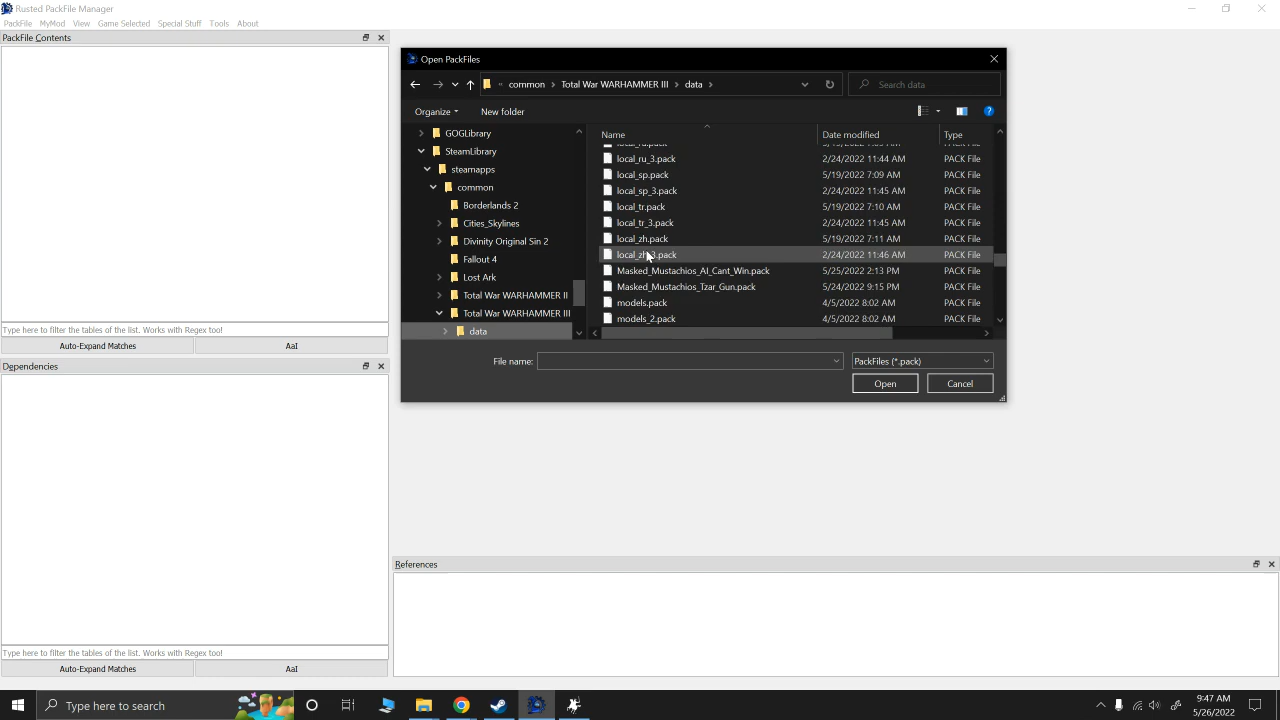 Rusted PackFile Manager
PackFile MyMod View Game Selected Special Stuff Tools About
PackFile Contents
Type here to filter the tables of the list. Works with Regex too!
Auto-Expand Matches AaI
Dependencies
Type here to filter the tables of the list. Works with Regex too!
Auto-Expand Matches AaI
Open PackFiles
« common > Total War WARHAMMER III > data >
Search data
Organize New folder
GOGLibrary
SteamLibrary
steamapps
common
Borderlands 2
Cities_Skylines
Divinity Original Sin 2
Fallout 4
Lost Ark
Total War WARHAMMER II
Total War WARHAMMER III
data
Name Date modified Type
local_ru_3.pack 2/24/2022 11:44 AM PACK File
local_sp.pack 5/19/2022 7:09 AM PACK File
local_sp_3.pack 2/24/2022 11:45 AM PACK File
local_tr.pack 5/19/2022 7:10 AM PACK File
local_tr_3.pack 2/24/2022 11:45 AM PACK File
local_zh.pack 5/19/2022 7:11 AM PACK File
local_zh_3.pack 2/24/2022 11:46 AM PACK File
Masked_Mustachios_AI_Cant_Win.pack 5/25/2022 2:13 PM PACK File
Masked_Mustachios_Tzar_Gun.pack 5/24/2022 9:15 PM PACK File
models.pack 4/5/2022 8:02 AM PACK File
models_2.pack 4/5/2022 8:02 AM PACK File
File name: PackFiles (*.pack)
Open Cancel
References
Type here to search
9:47 AM
5/26/2022